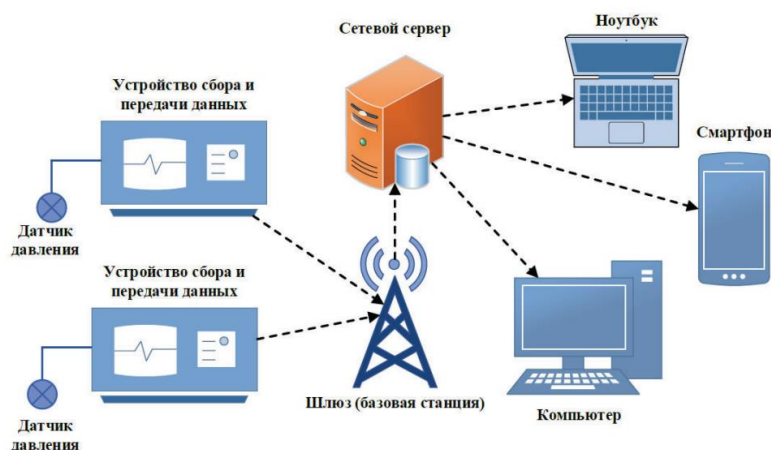 Сетевой сервер
Ноутбук
Устройство сбора и
передачи данных
Смартфон
Датчик
давления
Устройство сбора и
передачи данных
Шлюз (базовая станция)
Компьютер
Датчик
давления